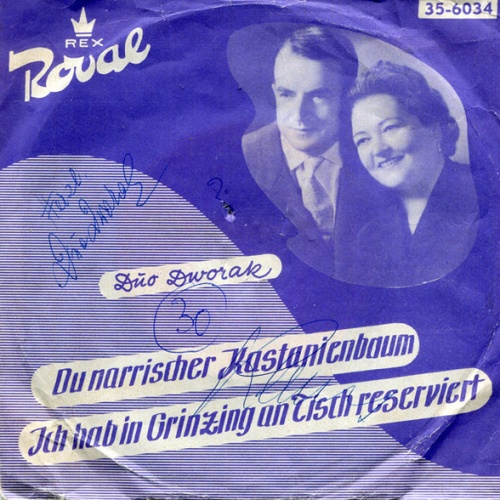 REX
Royal
35-6034
Duo Dworak
30
Du narrischer Kastanienbaum
Ich hab in Grinzing an Tisch reserviert